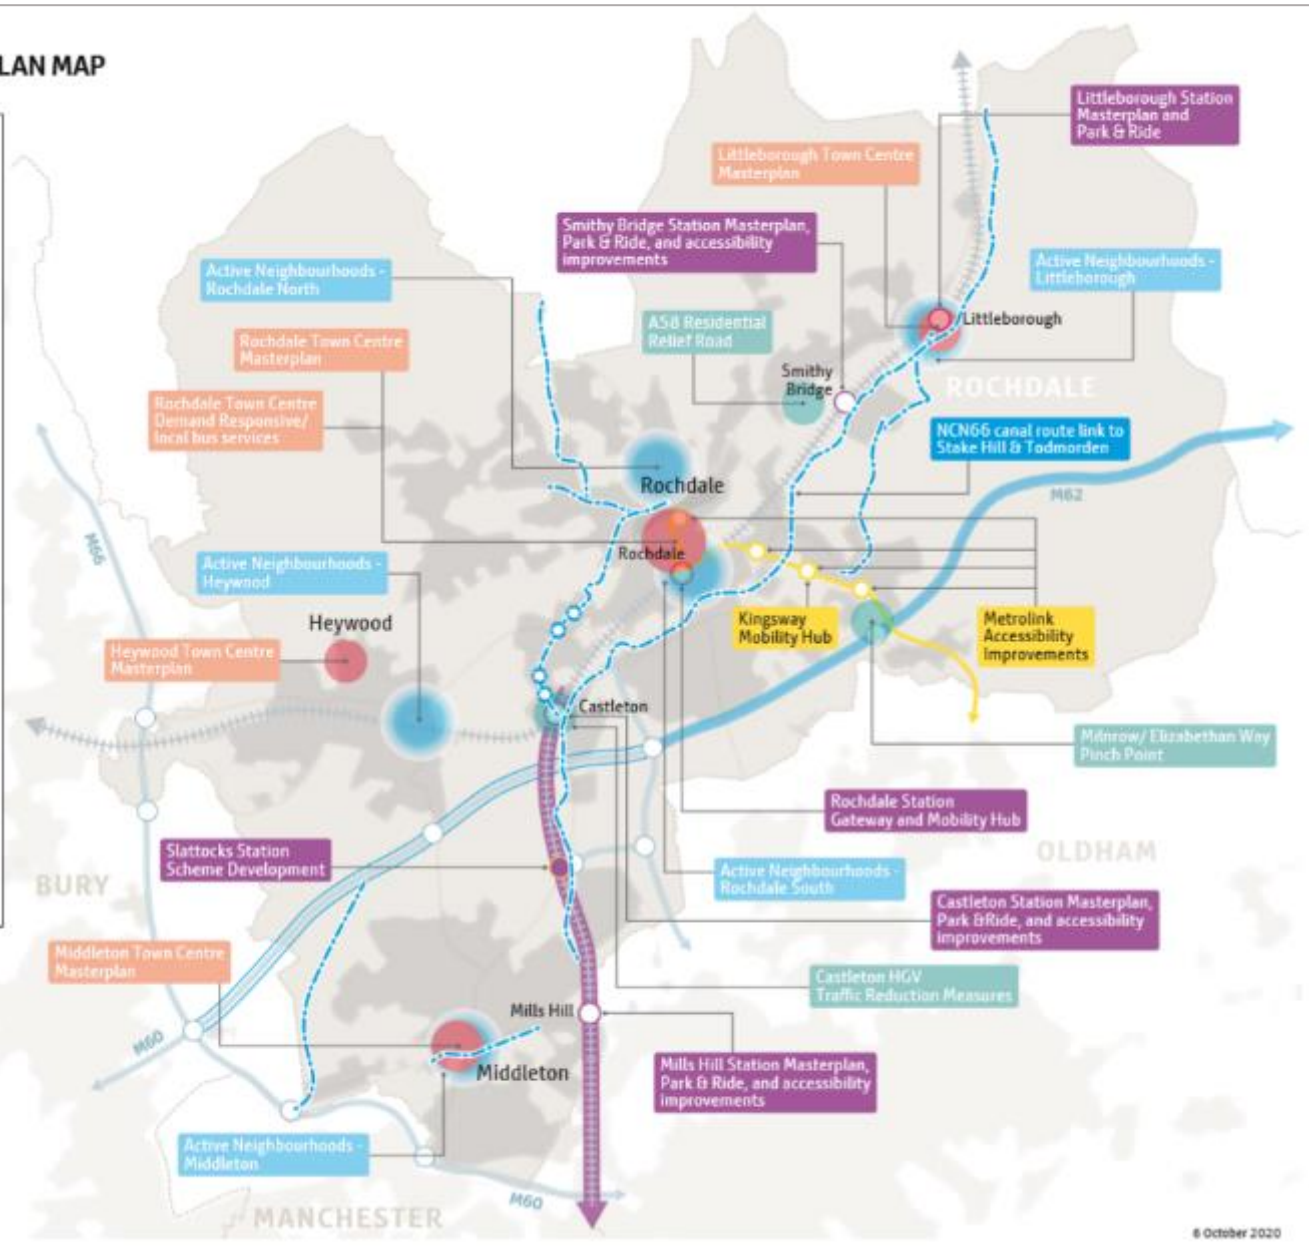 LAN MAP
Littleborough Station
Masterplan and
Park & Ride
Littleborough Town Centre
Masterplan
Smithy Bridge Station Masterplan,
Park & Ride, and accessibility
improvements
Active Neighbourhoods -
Rochdale North
Active Neighbourhoods -
Littleborough
A58 Residential
Relief Road
Littleborough
Rochdale Town Centre
Masterplan
Smithy
Bridge
ROCHDALE
Rochdale Town Centre
Demand Responsive/
local bus services
NCN66 canal route link to
Stake Hill & Todmorden
M62
Rochdale
M66
Rochdale
Active Neighbourhoods -
Heywood
Heywood
Kingsway
Mobility Hub
Metrolink
Accessibility
Improvements
Heywood Town Centre
Masterplan
Castleton
Milnrow/ Elizabethan Way
Pinch Point
Rochdale Station
Gateway and Mobility Hub
Slattocks Station
Scheme Development
OLDHAM
BURY
Active Neighbourhoods -
Rochdale South
Castleton Station Masterplan,
Park &Ride, and accessibility
improvements
Middleton Town Centre
Masterplan
Castleton HGV
Traffic Reduction Measures
Mills Hill
M60
Middleton
Mills Hill Station Masterplan,
Park & Ride, and accessibility
improvements
Active Neighbourhoods -
Middleton
M60
MANCHESTER
6 October 2020